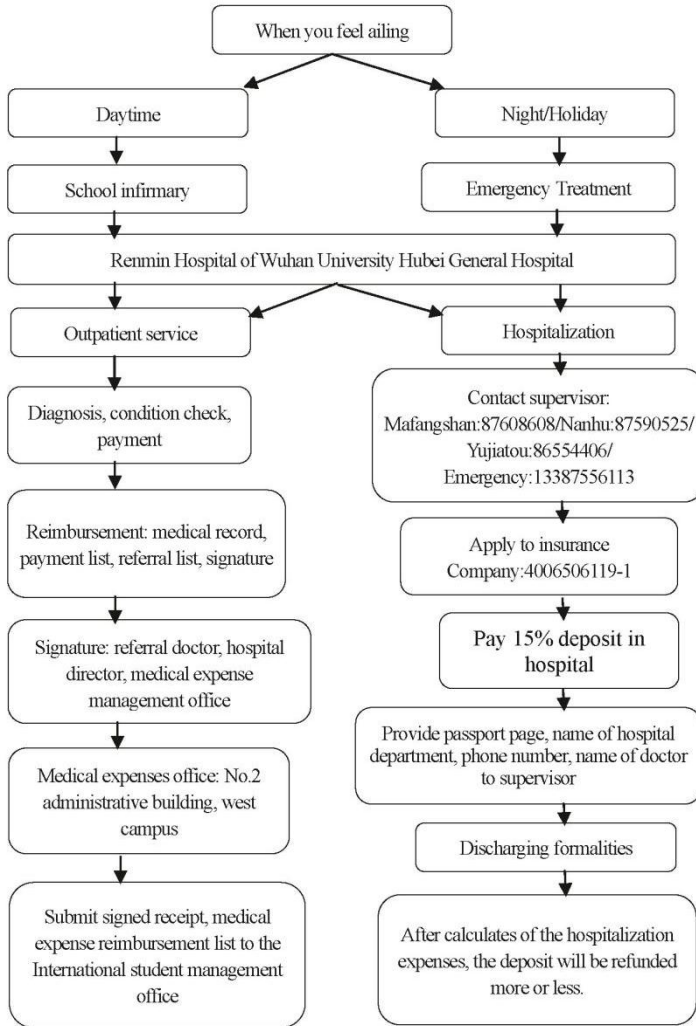 When you feel ailing
Daytime
Night/Holiday
School infirmary
Emergency Treatment
Renmin Hospital of Wuhan University Hubei General Hospital
Outpatient service
Hospitalization
Diagnosis, condition check,
payment
Contact supervisor:
Mafangshan:87608608/Nanhu:87590525/
Yujiatou:86554406/
Emergency:13387556113
Reimbursement: medical record,
payment list, referral list, signature
Apply to insurance
Company:4006506119-1
Signature: referral doctor, hospital
director, medical expense
management office
Pay 15% deposit in
hospital
Medical expenses office: No.2
administrative building, west
campus
Provide passport page, name of hospital
department, phone number, name of doctor
to supervisor
Discharging formalities
Submit signed receipt, medical
expense reimbursement list to the
International student management
office
After calculates of the hospitalization
expenses, the deposit will be refunded
more or less.